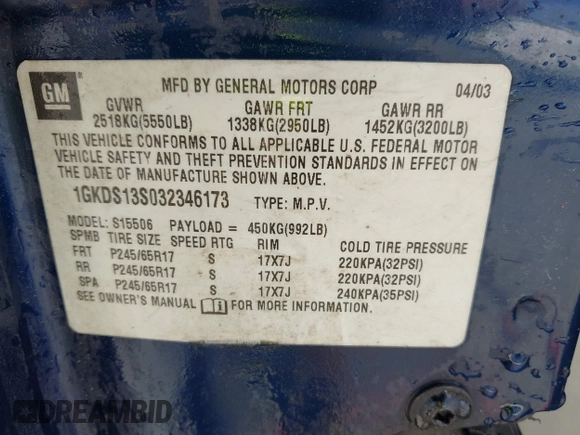 GM
MFD BY GENERAL MOTORS CORP 04/03
GVWR GAWR FRT GAWR RR
2518KG(5550LB) 1338KG(2950LB) 1452KG(3200LB)
THIS VEHICLE CONFORMS TO ALL APPLICABLE U.S. FEDERAL MOTOR
VEHICLE SAFETY AND THEFT PREVENTION STANDARDS IN EFFECT ON
THE DATE OF MANUFACTURE SHOWN ABOVE.
1GKDS13S032346173 TYPE: M.P.V.
MODEL: S15506 PAYLOAD = 450KG(992LB)
SPMB TIRE SIZE SPEED RTG RIM COLD TIRE PRESSURE
FRT P245/65R17 S 17X7J 220KPA(32PSI)
RR P245/65R17 S 17X7J 220KPA(32PSI)
SPA P245/65R17 S 17X7J 240KPA(35PSI)
SEE OWNER'S MANUAL FOR MORE INFORMATION.
DREAMBID